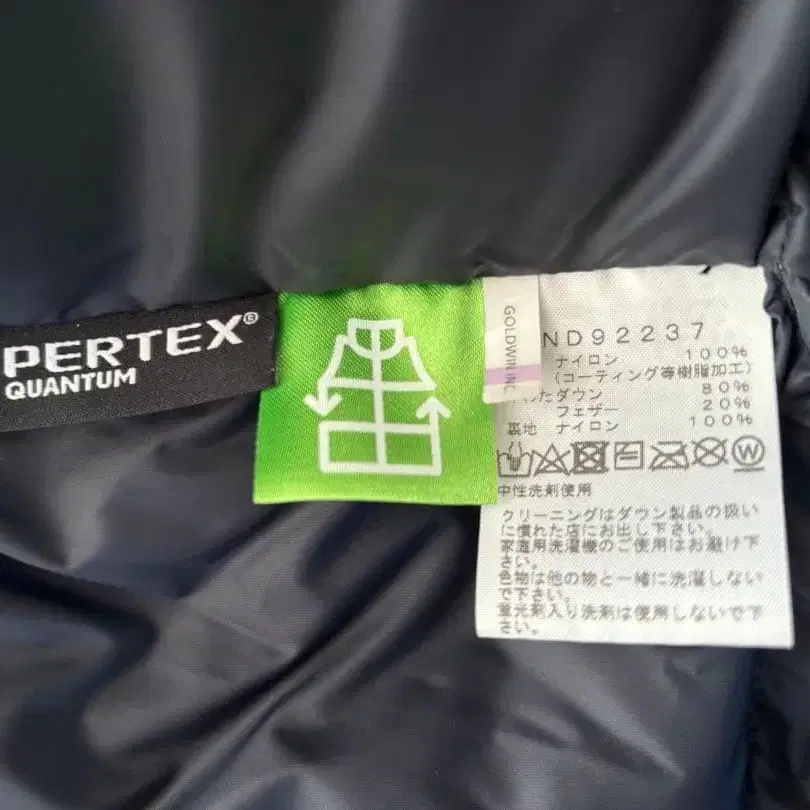 PERTEX®
QUANTUM
GOLDWIN INC
ND92237
ナイロン 100%
(コーティング等樹脂加工)
わたダウン 80%
フェザー 20%
裏地 ナイロン 100%
W
中性洗剤使用
クリーニングはダウン製品の扱い
に慣れた店にお出し下さい。
家庭用洗濯機のご使用はお避け下
さい。
色物は他の物と一緒に洗濯しない
で下さい。
蛍光剤入り洗剤は使用しないで下
さい。